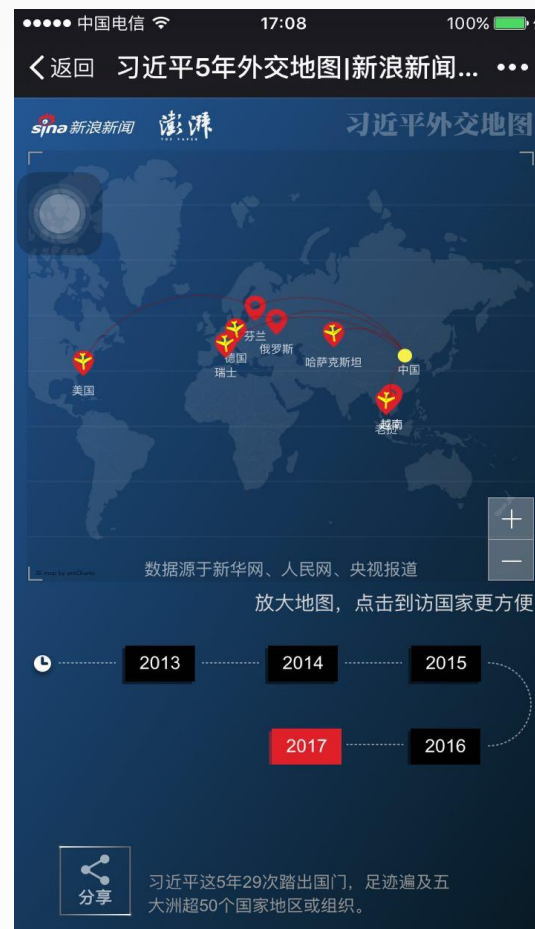 中国电信 17:08 100%
返回 习近平5年外交地图|新浪新闻...
sina 新浪新闻 澎湃 习近平外交地图
THE PAPER
芬兰
俄罗斯
德国
哈萨克斯坦
瑞士
中国
美国
越南
+
数据源于新华网、人民网、央视报道
−
放大地图，点击到访国家更方便
2013 2014 2015
2017 2016
分享
习近平这5年29次踏出国门，足迹遍及五
大洲超50个国家地区或组织。